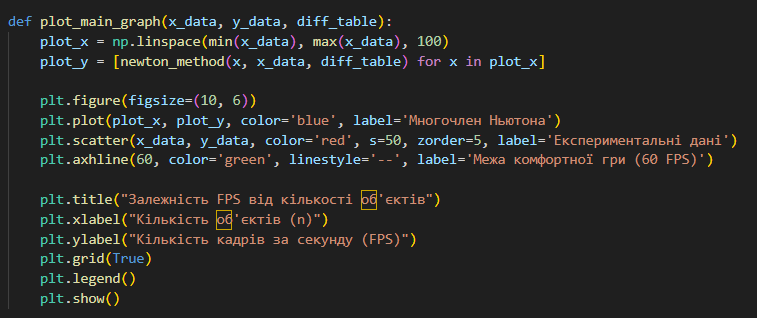 def plot_main_graph(x_data, y_data, diff_table):
    plot_x = np.linspace(min(x_data), max(x_data), 100)
    plot_y = [newton_method(x, x_data, diff_table) for x in plot_x]

    plt.figure(figsize=(10, 6))
    plt.plot(plot_x, plot_y, color='blue', label='Многочлен Ньютона')
    plt.scatter(x_data, y_data, color='red', s=50, zorder=5, label='Експериментальні дані')
    plt.axhline(60, color='green', linestyle='--', label='Межа комфортної гри (60 FPS)')

    plt.title("Залежність FPS від кількості об'єктів")
    plt.xlabel("Кількість об'єктів (n)")
    plt.ylabel("Кількість кадрів за секунду (FPS)")
    plt.grid(True)
    plt.legend()
    plt.show()